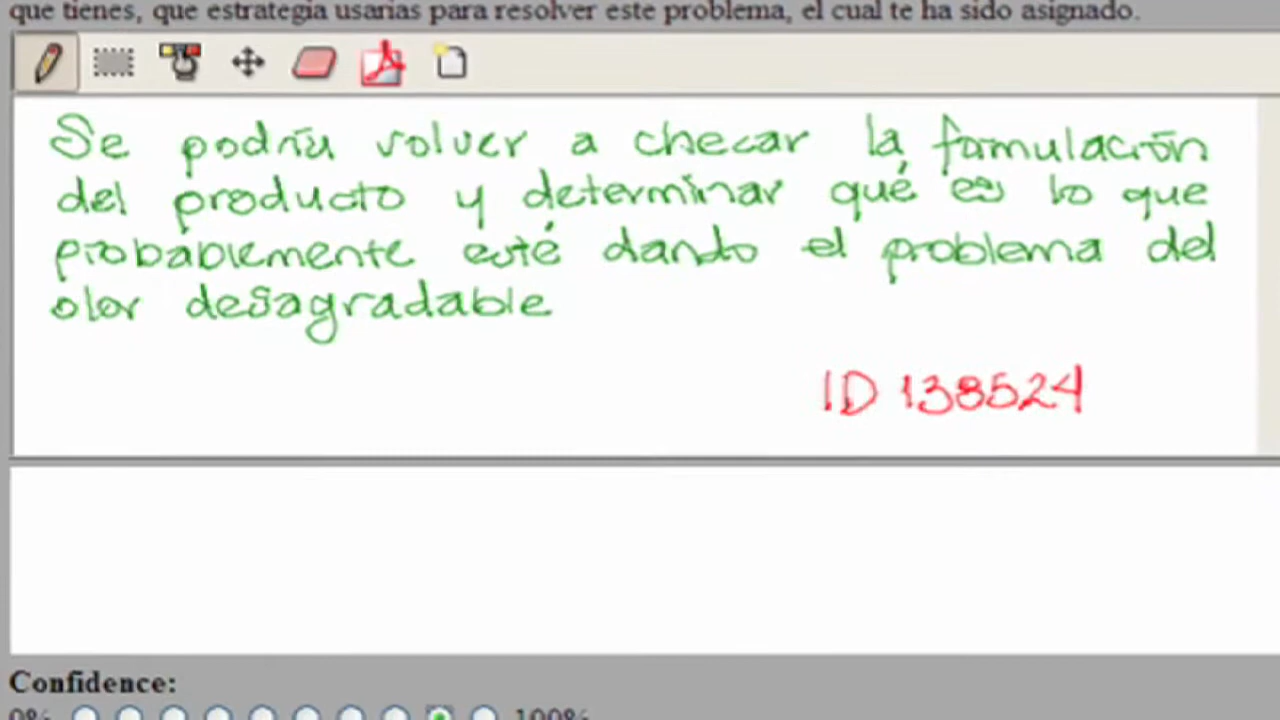 que tienes, que estrategia usarias para resolver este problema, el cual te ha sido asignado.
Se podría volver a checar la formulación
del producto y determinar qué es lo que
probablemente esté dando el problema del
olor desagradable
ID 138524
Confidence:
0% 100%